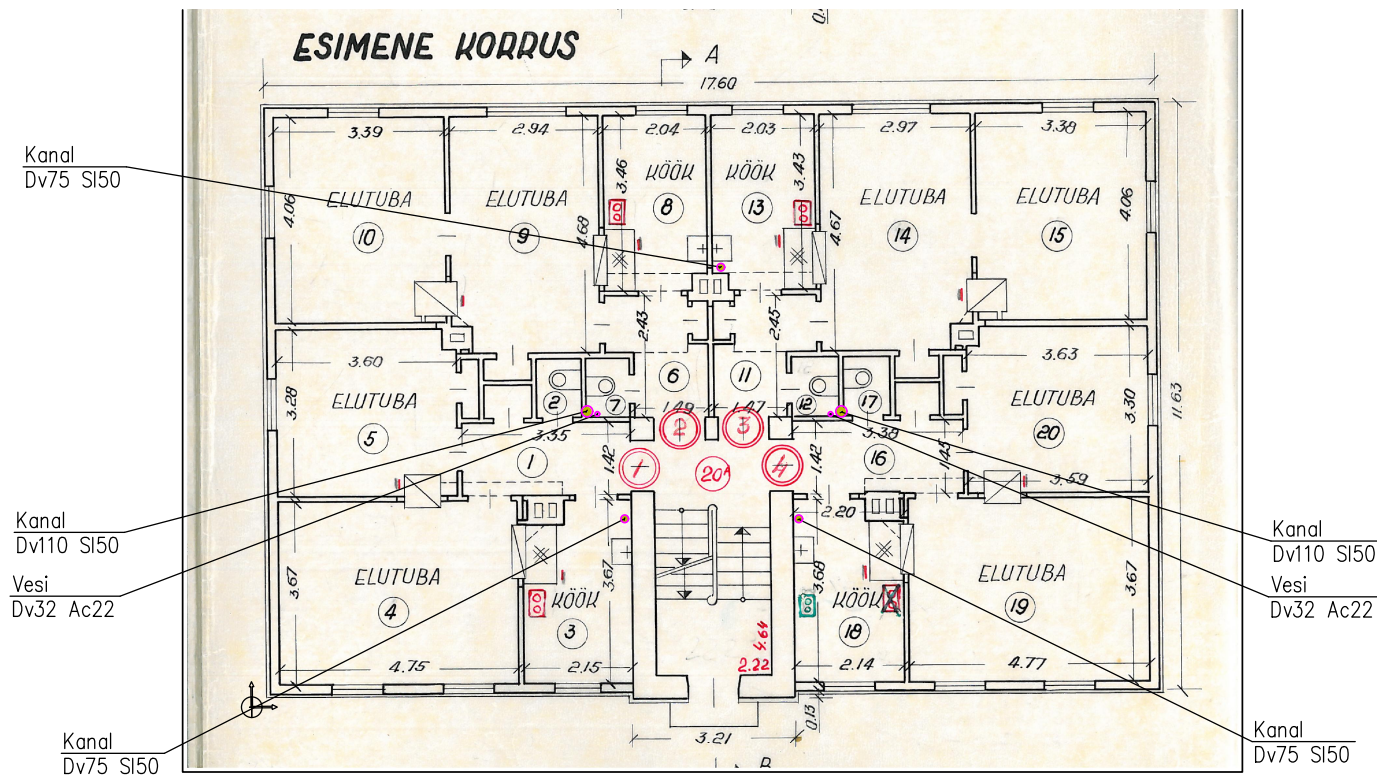 ESIMENE KORRUS
A
17.60
3.39
2.94
2.04
2.03
2.97
3.38
Kanal
Dv75 Sl50
4.06
ELUTUBA
10
ELUTUBA
9
4.68
3.46
KÖÖK
8
KÖÖK
13
3.43
4.67
ELUTUBA
14
ELUTUBA
15
4.06
2.43
2.45
3.60
3.28
ELUTUBA
5
2
7
6
11
12
17
3.63
ELUTUBA
20
3.30
11.63
1.49
1.47
3.35
1
1.42
1
2
3
4
20A
1.42
3.38
16
1.45
3.59
2.20
Kanal
Dv110 Sl50
Vesi
Dv32 Ac22
Kanal
Dv110 Sl50
Vesi
Dv32 Ac22
3.67
ELUTUBA
4
3.67
KÖÖK
3
3.68
KÖÖK
18
ELUTUBA
19
3.67
4.64
2.22
4.75
2.15
2.14
4.77
0.13
3.21
B
Kanal
Dv75 Sl50
Kanal
Dv75 Sl50